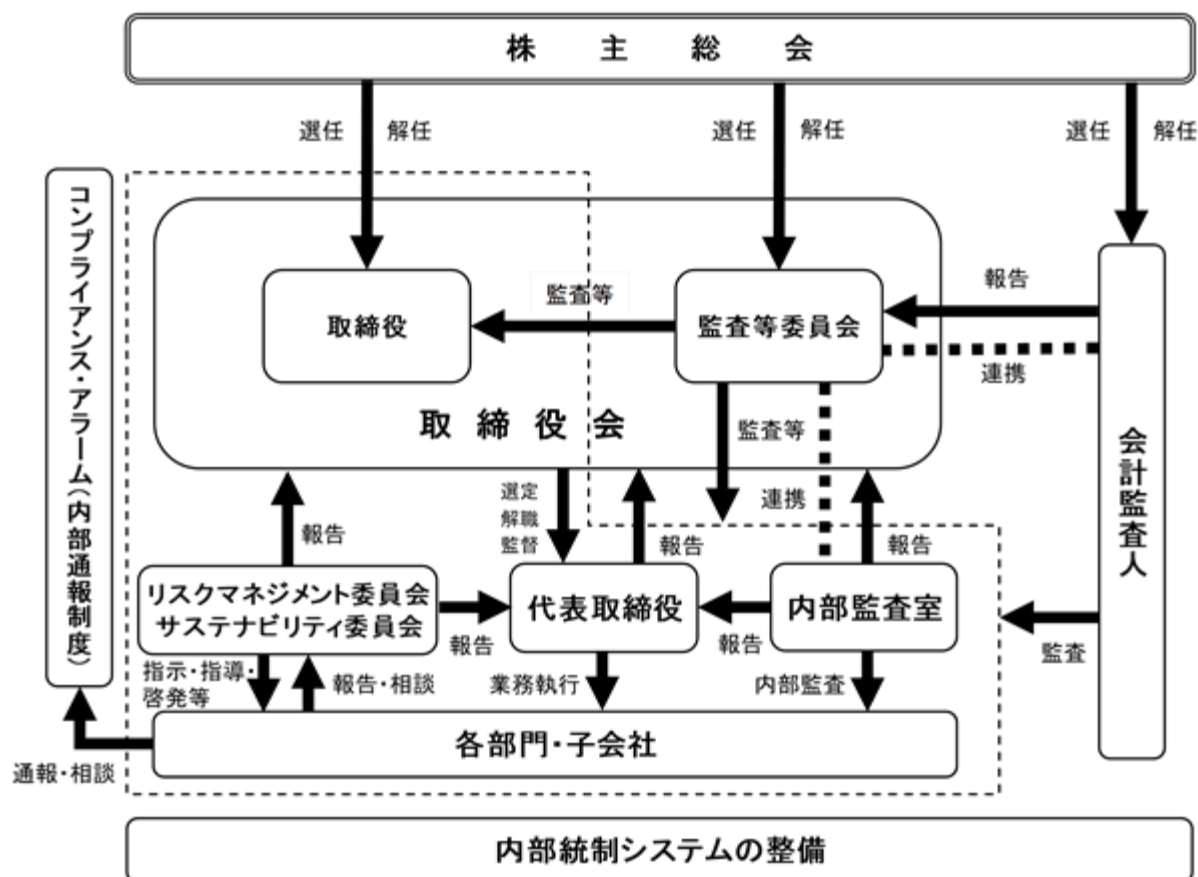 株主総会
選任
解任
選任
解任
選任
解任
コンプライアンス・アラーム(内部通報制度)
取締役
監査等
監査等委員会
報告
連携
取締役会
監査等
連携
会計監査人
選定
解職
監督
報告
報告
報告
リスクマネジメント委員会
サステナビリティ委員会
報告
代表取締役
報告
内部監査室
監査
指示・指導・
啓発等
報告・相談
業務執行
内部監査
各部門・子会社
通報・相談
内部統制システムの整備